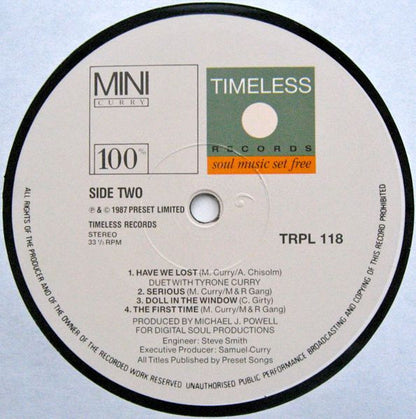 MINI
CURRY
100%
TIMELESS
RECORDS
soul music set free
SIDE TWO
℗ & © 1987 PRESET LIMITED
TIMELESS RECORDS
STEREO
33 ⅓ RPM
TRPL 118
1. HAVE WE LOST (M. Curry/A. Chisolm)
DUET WITH TYRONE CURRY
2. SERIOUS (M. Curry/M & R Gang)
3. DOLL IN THE WINDOW (C. Girty)
4. THE FIRST TIME (M. Curry/M & R Gang)
PRODUCED BY MICHAEL J. POWELL
FOR DIGITAL SOUL PRODUCTIONS
Engineer: Steve Smith
Executive Producer: Samuel-Curry
All Titles Published by Preset Songs
ALL RIGHTS OF THE PRODUCER AND OF THE OWNER OF THE RECORDED WORK RESERVED UNAUTHORISED PUBLIC PERFORMANCE BROADCASTING AND COPYING OF THIS RECORD PROHIBITED